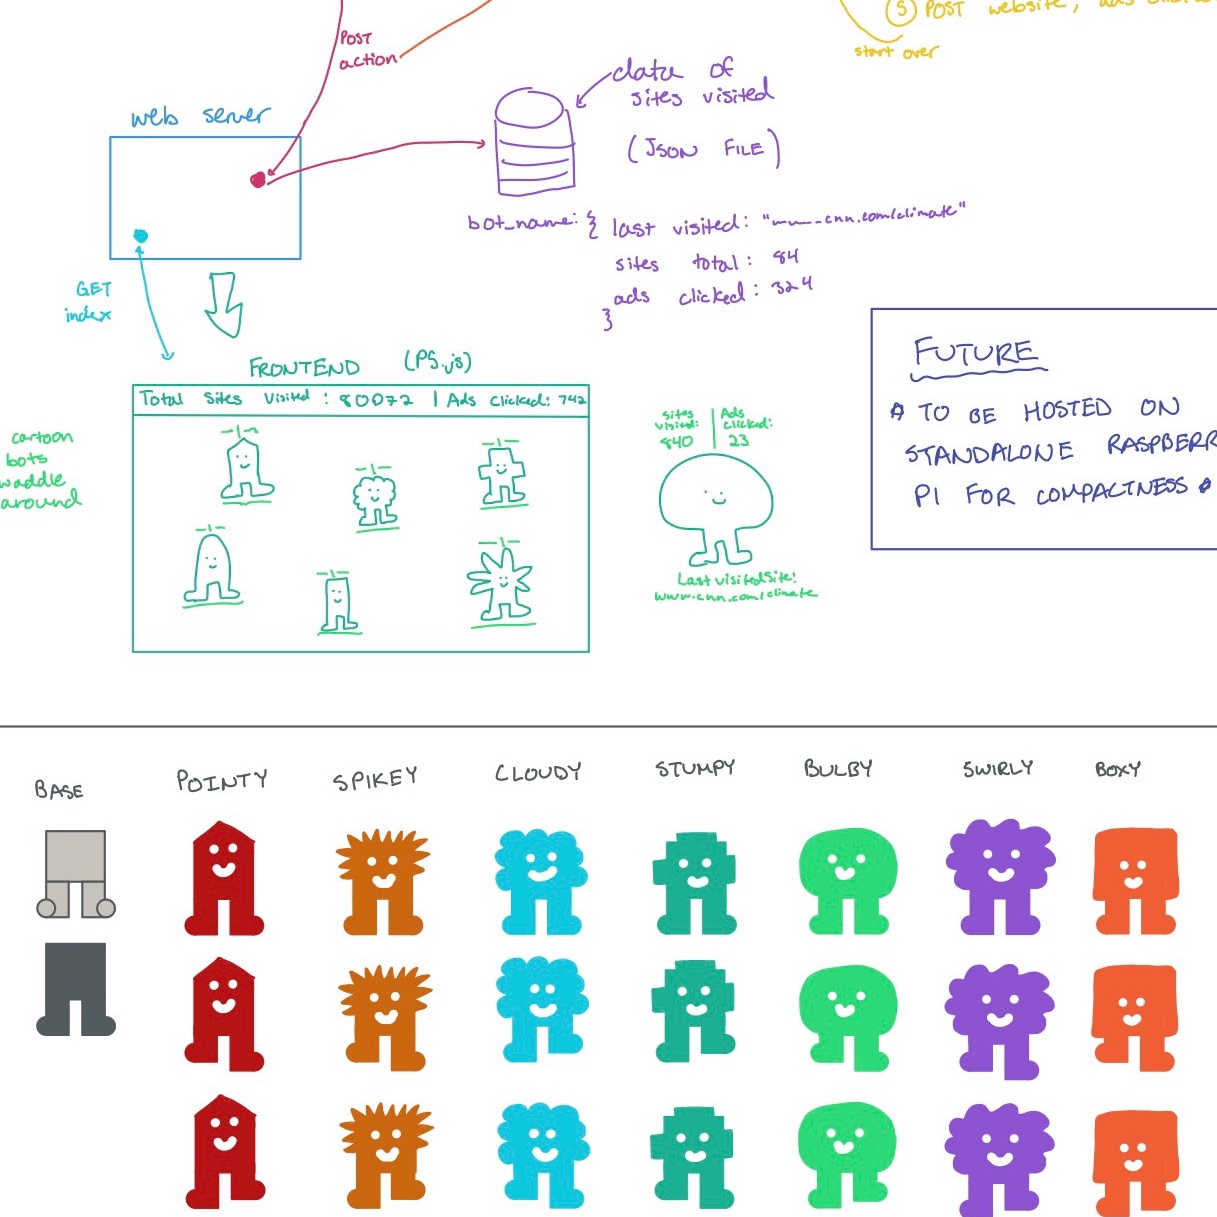 POST
action
5 POST website,
start over
data of
sites visited
(JSON FILE)
web server
bot_name: { last visited: "www.cnn.com/climate"
sites total: 84
ads clicked: 324
}
GET
index
FRONTEND (P5.js)
Total Sites Visited: 80072 | Ads Clicked: 742
cartoon
bots
waddle
around
sites visited: 840 | Ads clicked: 23
Last visited site:
www.cnn.com/climate
FUTURE
TO BE HOSTED ON
STANDALONE RASPBERR
PI FOR COMPACTNESS
BASE
POINTY
SPIKEY
CLOUDY
STUMPY
BULBY
SWIRLY
BOXY